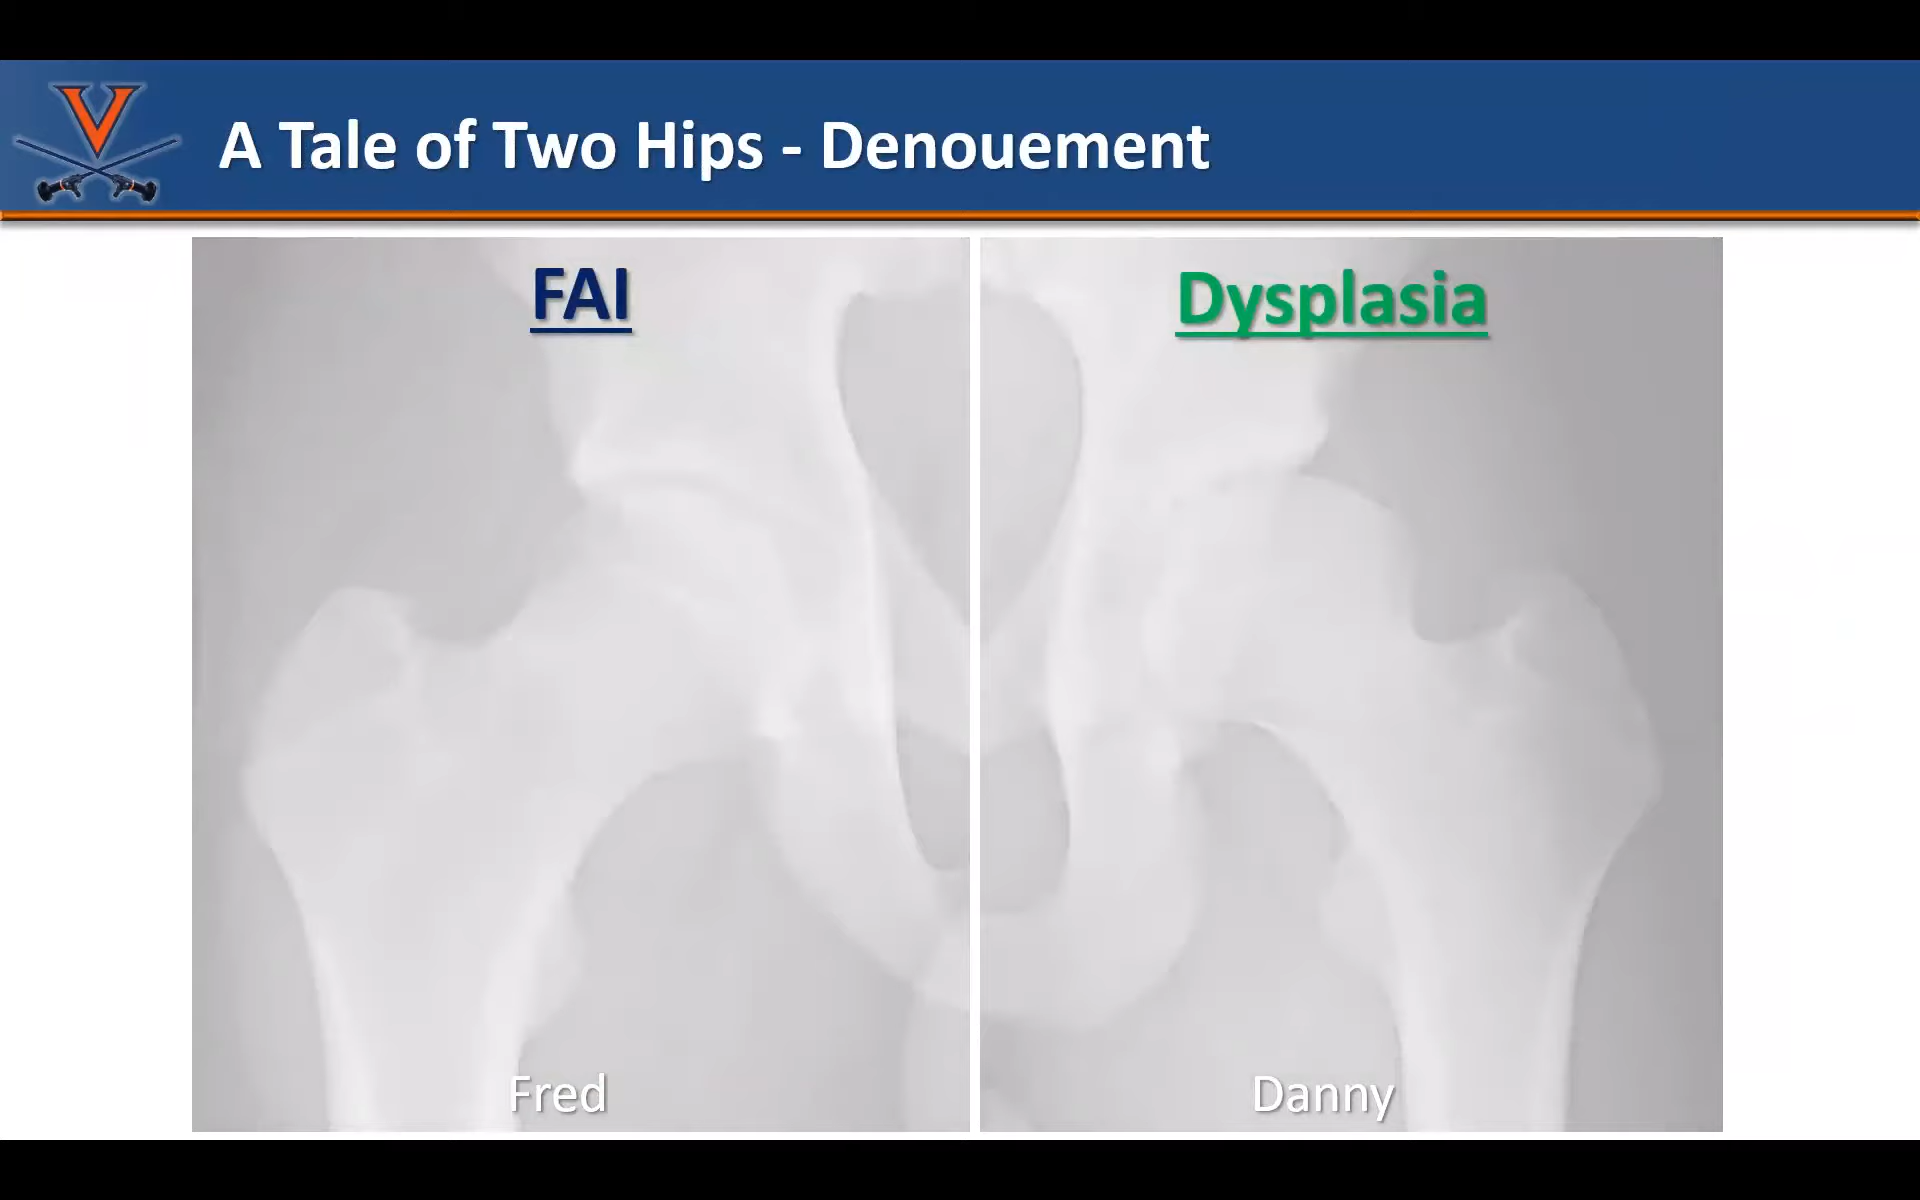 A Tale of Two Hips - Denouement
FAI
Dysplasia
Fred
Danny